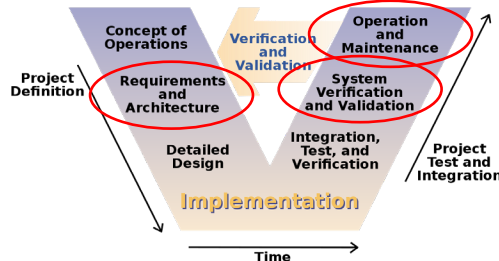 Concept of
Operations
Verification
and
Validation
Operation
and
Maintenance
Project
Definition
Requirements
and
Architecture
System
Verification
and Validation
Detailed
Design
Integration,
Test, and
Verification
Project
Test and
Integration
Implementation
Time